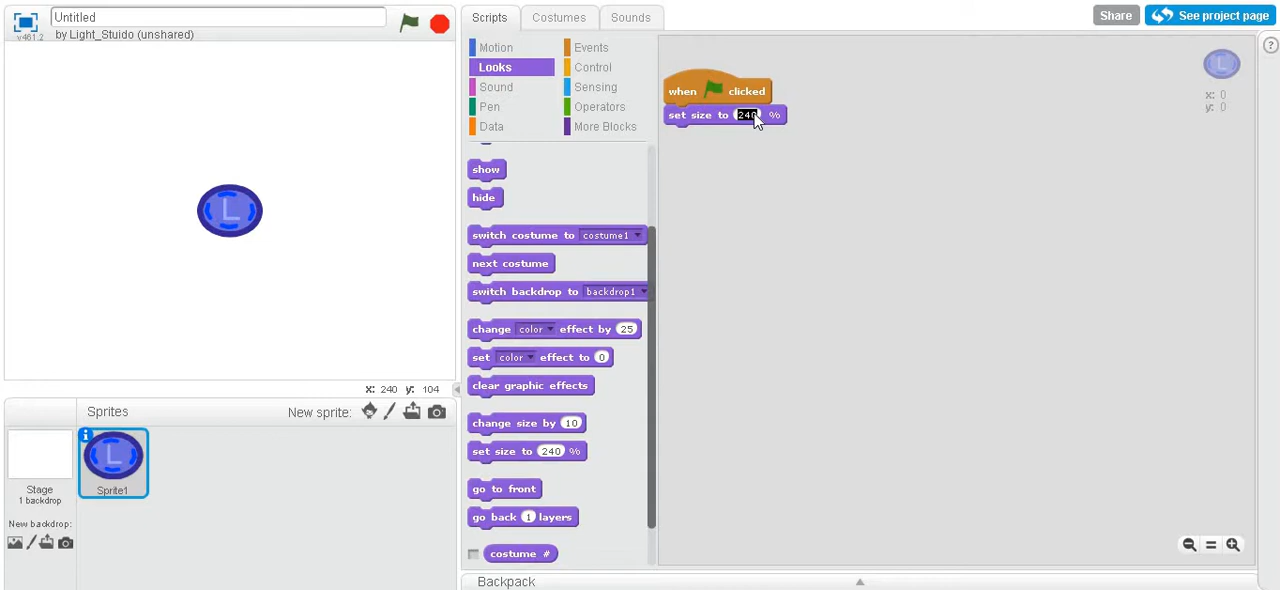 Untitled
by Light_Stuido (unshared)
v461.2
Scripts
Costumes
Sounds
Share
See project page
Motion
Looks
Sound
Pen
Data
Events
Control
Sensing
Operators
More Blocks
show
hide
switch costume to costume1
next costume
switch backdrop to backdrop1
change color effect by 25
set color effect to 0
clear graphic effects
change size by 10
set size to 240 %
go to front
go back 1 layers
costume #
when clicked
set size to 240 %
L
x: 0
y: 0
L
x: 240 y: 104
Sprites
New sprite:
L
Sprite1
Stage
1 backdrop
New backdrop:
Backpack